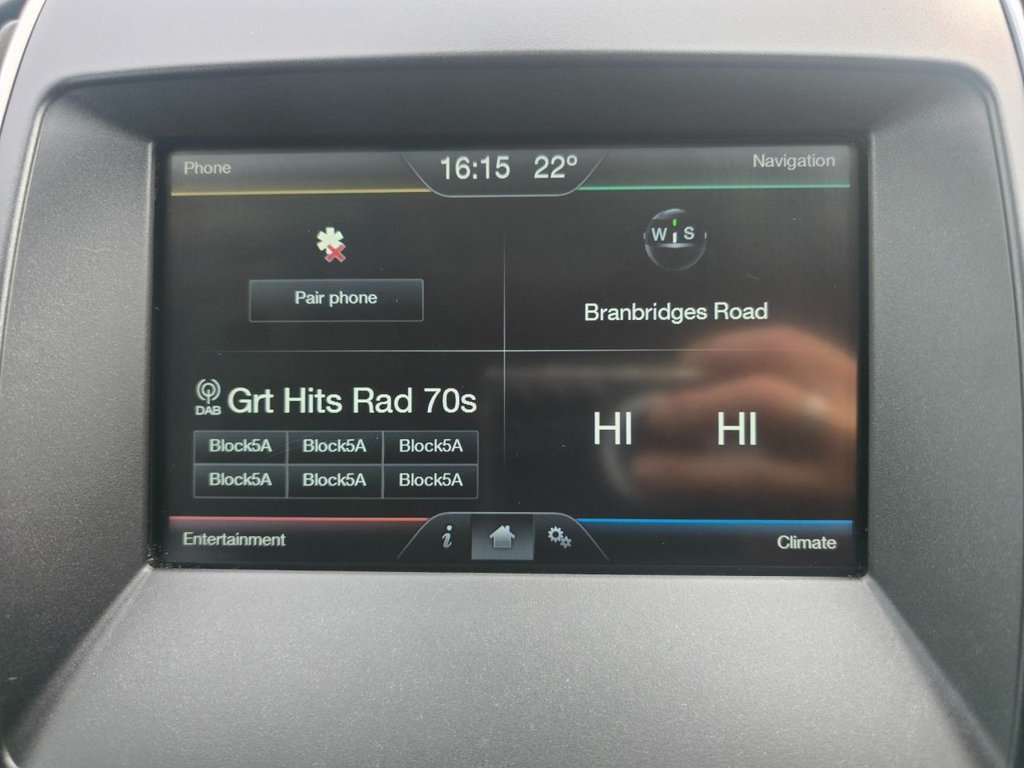 Phone
16:15 22°
Navigation
W S
Pair phone
Branbridges Road
DAB
Grt Hits Rad 70s
HI HI
Block5A Block5A Block5A
Block5A Block5A Block5A
Entertainment
i
Climate